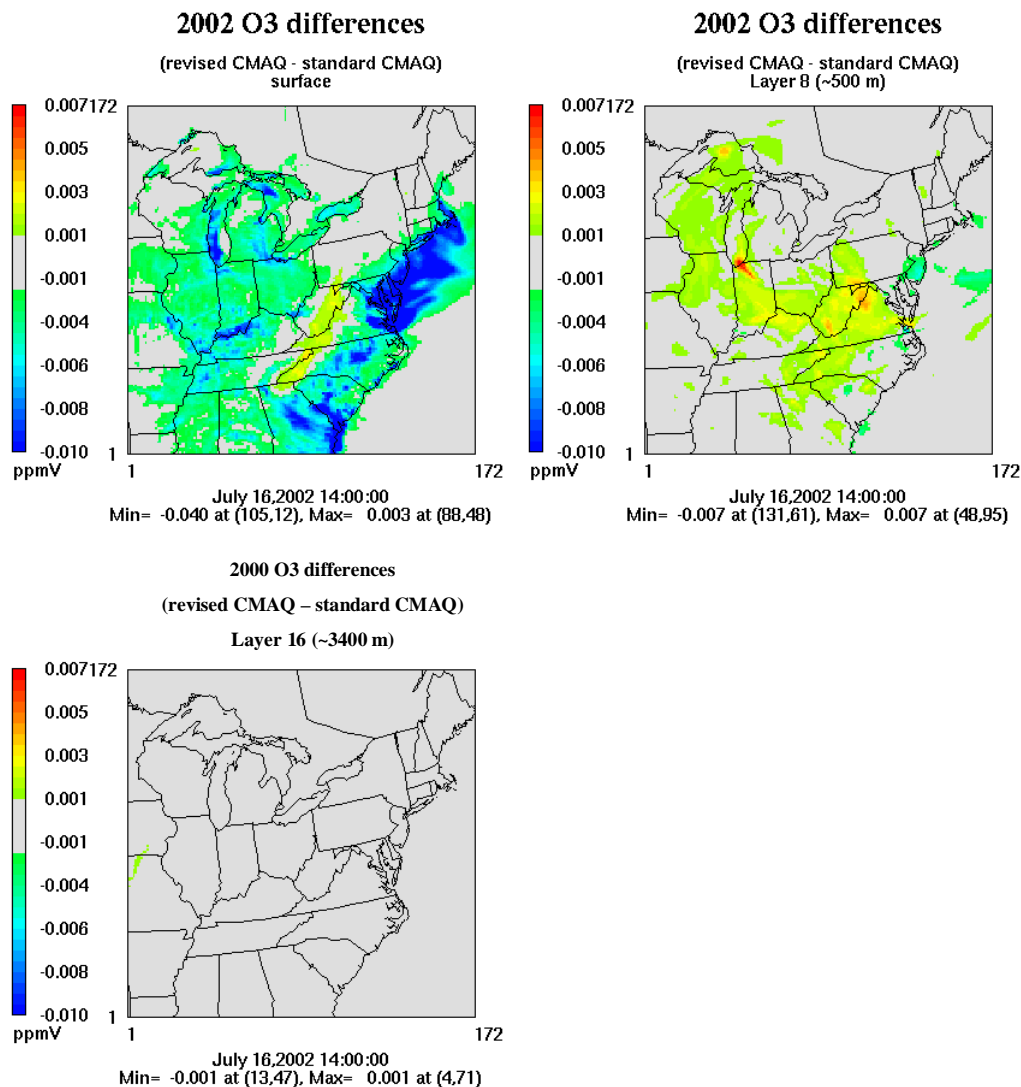 2002 O3 differences
(revised CMAQ - standard CMAQ)
surface
0.007
0.005
0.003
0.001
-0.001
-0.004
-0.006
-0.008
-0.010
ppmV
172
1
1
172
July 16,2002 14:00:00
Min= -0.040 at (105,12), Max= 0.003 at (88,48)
2002 O3 differences
(revised CMAQ - standard CMAQ)
Layer 8 (~500 m)
0.007
0.005
0.003
0.001
-0.001
-0.004
-0.006
-0.008
-0.010
ppmV
172
1
1
172
July 16,2002 14:00:00
Min= -0.007 at (131,61), Max= 0.007 at (48,95)
2000 O3 differences
(revised CMAQ – standard CMAQ)
Layer 16 (~3400 m)
0.007
0.005
0.003
0.001
-0.001
-0.004
-0.006
-0.008
-0.010
ppmV
172
1
1
172
July 16,2002 14:00:00
Min= -0.001 at (13,47), Max= 0.001 at (4,71)